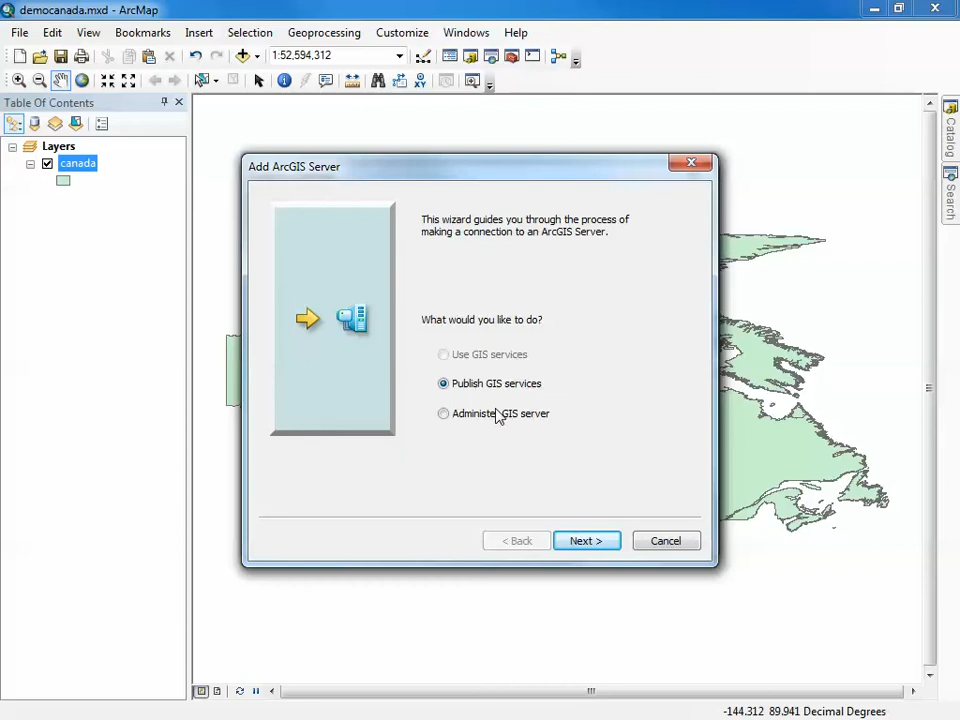 democanada.mxd - ArcMap
File Edit View Bookmarks Insert Selection Geoprocessing Customize Windows Help
1:52,594,312
Table Of Contents
Layers
canada
Add ArcGIS Server
This wizard guides you through the process of
making a connection to an ArcGIS Server.
What would you like to do?
Use GIS services
Publish GIS services
Administer GIS server
< Back Next > Cancel
Catalog
Search
-144.312 89.941 Decimal Degrees